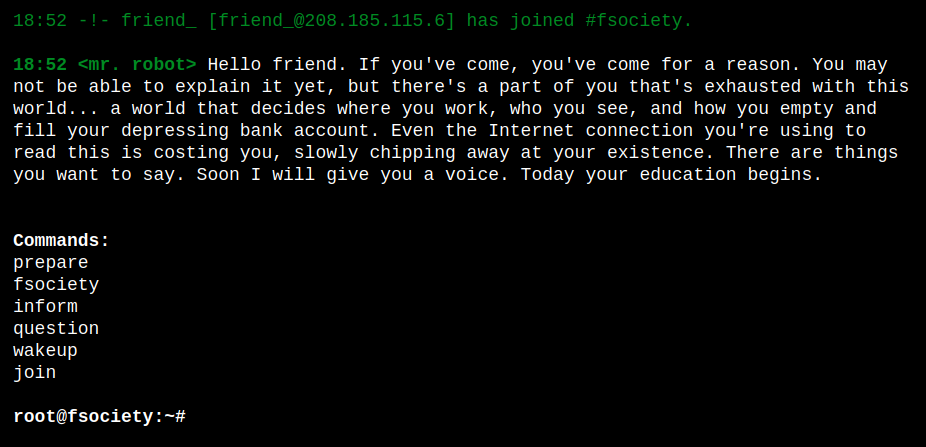 18:52 -!- friend_ [friend_@208.185.115.6] has joined #fsociety.
18:52 <mr. robot> Hello friend. If you've come, you've come for a reason. You may
not be able to explain it yet, but there's a part of you that's exhausted with this
world... a world that decides where you work, who you see, and how you empty and
fill your depressing bank account. Even the Internet connection you're using to
read this is costing you, slowly chipping away at your existence. There are things
you want to say. Soon I will give you a voice. Today your education begins.
Commands:
prepare
fsociety
inform
question
wakeup
join
root@fsociety:~#